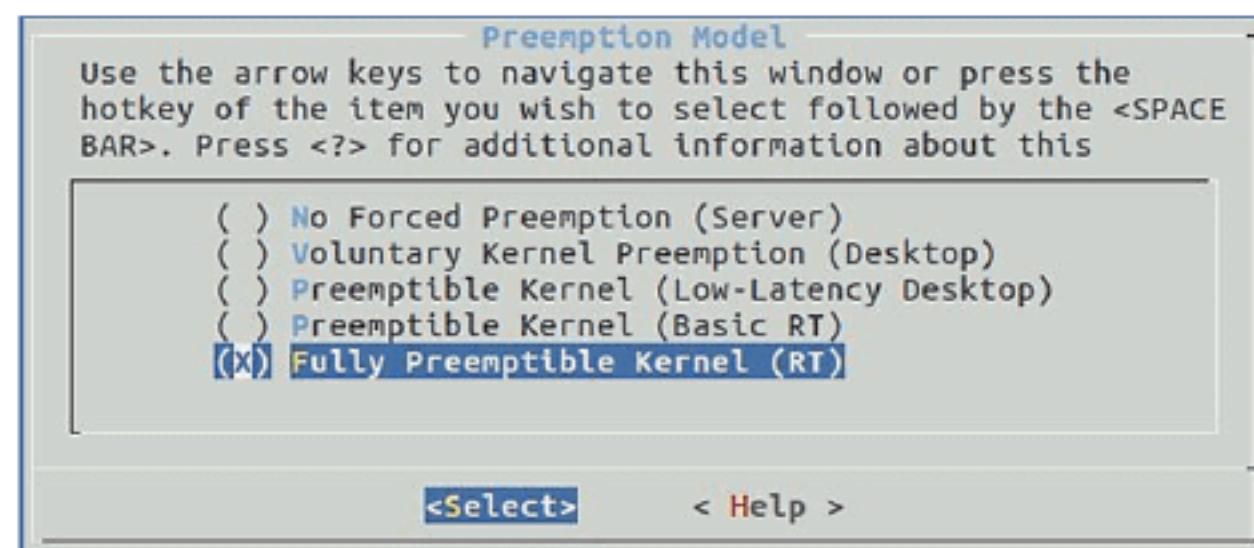 Preemption Model
Use the arrow keys to navigate this window or press the
hotkey of the item you wish to select followed by the <SPACE
BAR>. Press <?> for additional information about this
( ) No Forced Preemption (Server)
( ) Voluntary Kernel Preemption (Desktop)
( ) Preemptible Kernel (Low-Latency Desktop)
( ) Preemptible Kernel (Basic RT)
(X) Fully Preemptible Kernel (RT)
<Select> < Help >